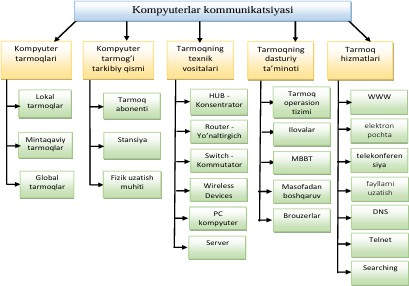 Kompyuterlar kommunikatsiyasi
Kompyuter
tarmoqlari
Lokal
tarmoqlar
Mintaqaviy
tarmoqlar
Global
tarmoqlar
Kompyuter
tarmog'i
tarkibiy qismi
Tarmoq
abonenti
Stansiya
Fizik uzatish
muhiti
Tarmoqning
texnik
vositalari
HUB -
Konsentrator
Router -
Yo'naltirgich
Switch -
Kommutator
Wireless
Devices
PC
kompyuter
Server
Tarmoqning
dasturiy
ta'minoti
Tarmoq
operasion
tizimi
Ilovalar
MBBT
Masofadan
boshqaruv
Brouzerlar
Tarmoq
hizmatlari
WWW
elektron
pochta
telekonferen
siya
fayllarni
uzatish
DNS
Telnet
Searching